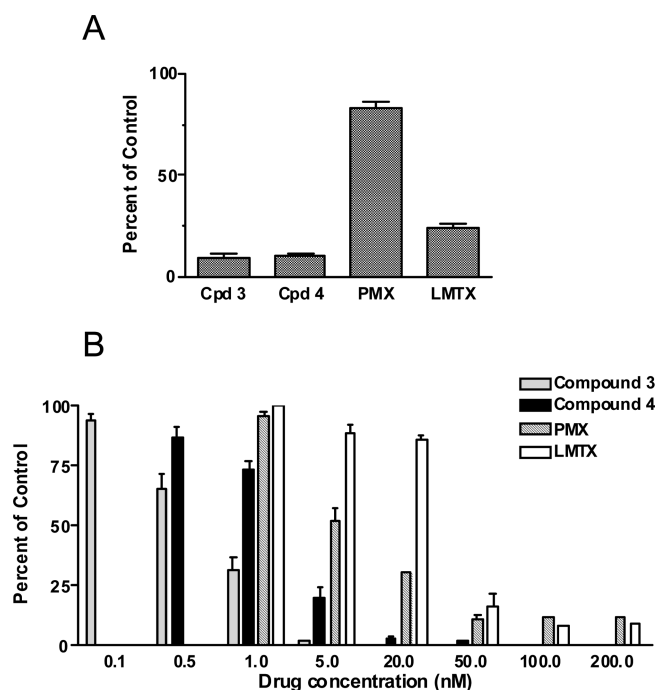 A
Percent of Control
100
50
0
Cpd 3 Cpd 4 PMX LMTX
B
Percent of Control
100
75
50
25
0
0.1 0.5 1.0 5.0 20.0 50.0 100.0 200.0
Drug concentration (nM)
Compound 3
Compound 4
PMX
LMTX